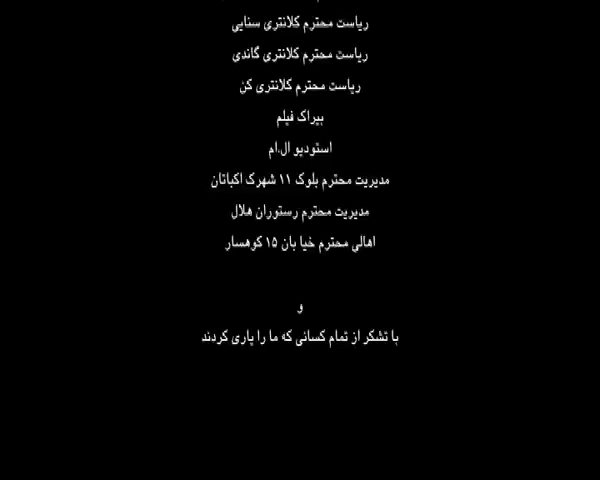 ریاست محترم کلانتری سنایی
ریاست محترم کلانتری گاندی
ریاست محترم کلانتری کن
بیراک فیلم
استودیو ال.ام
مدیریت محترم بلوک ۱۱ شهرک اکباتان
مدیریت محترم رستوران هلال
اهالی محترم خیابان ۱۵ کوهسار
و
با تشکر از تمام کسانی که ما را یاری کردند